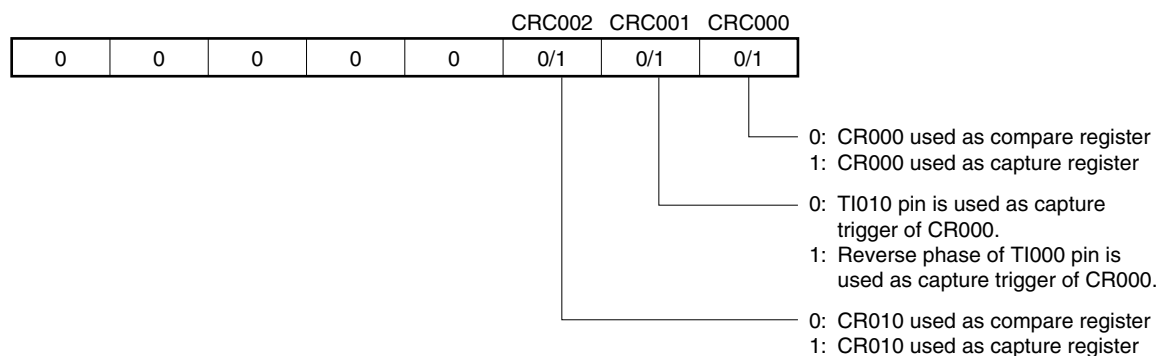 CRC002 CRC001 CRC000
0 0 0 0 0 0/1 0/1 0/1
0: CR000 used as compare register
1: CR000 used as capture register
0: TI010 pin is used as capture
trigger of CR000.
1: Reverse phase of TI000 pin is
used as capture trigger of CR000.
0: CR010 used as compare register
1: CR010 used as capture register